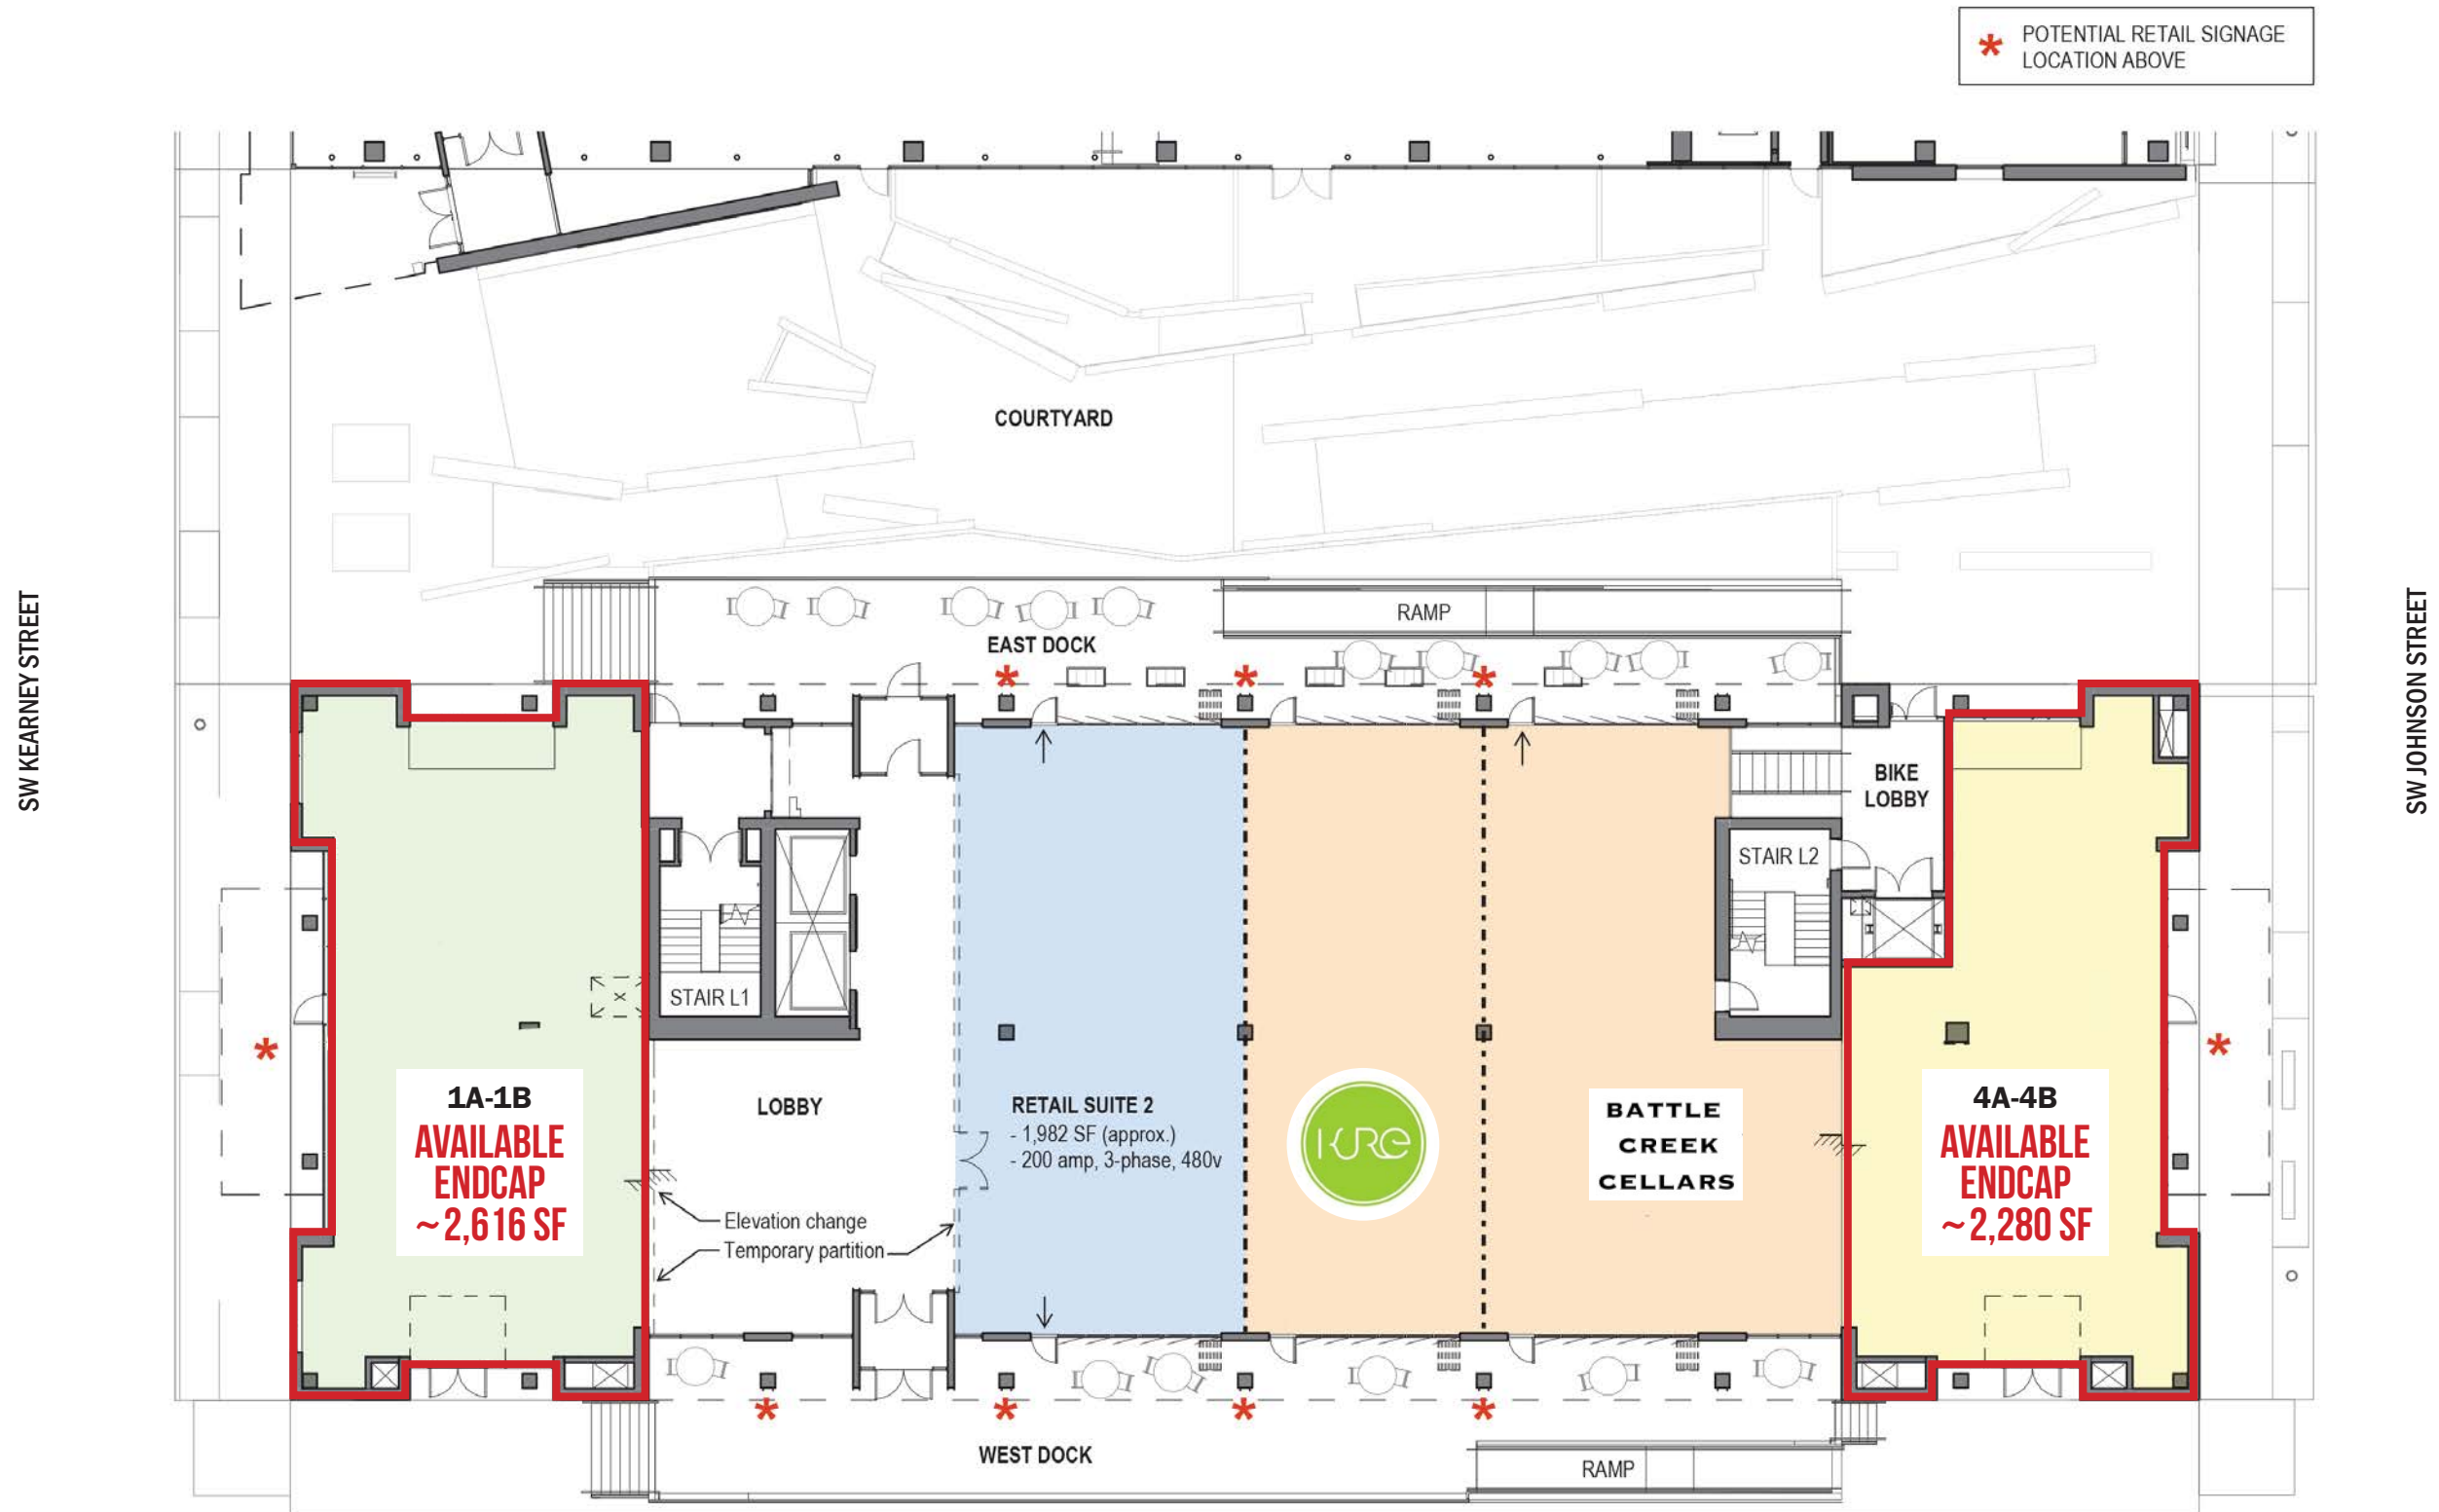 * POTENTIAL RETAIL SIGNAGE
LOCATION ABOVE
COURTYARD
SW KEARNEY STREET
SW JOHNSON STREET
RAMP
EAST DOCK
* * *
BIKE
LOBBY
STAIR L2
STAIR L1
* *
1A-1B
AVAILABLE
ENDCAP
~2,616 SF
LOBBY
RETAIL SUITE 2
- 1,982 SF (approx.)
- 200 amp, 3-phase, 480v
KURe
BATTLE
CREEK
CELLARS
4A-4B
AVAILABLE
ENDCAP
~2,280 SF
Elevation change
Temporary partition
* * * *
WEST DOCK
RAMP